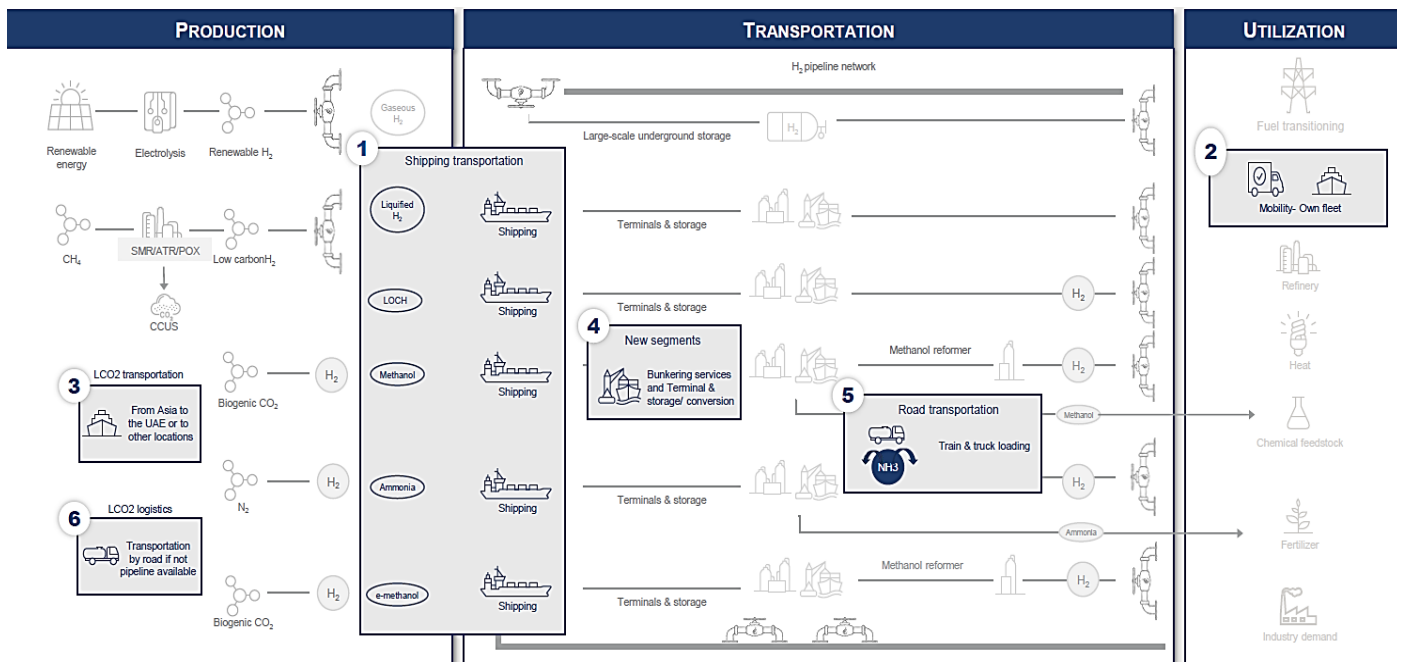 PRODUCTION
TRANSPORTATION
UTILIZATION
Renewable
energy
Electrolysis
Renewable H₂
Gaseous
H₂
H₂ pipeline network
Large-scale underground storage
H₂
Fuel transitioning
1
Shipping transportation
2
Mobility- Own fleet
Liquified
H₂
Shipping
Terminals & storage
CH₄
SMR/ATR/POX
Low carbonH₂
CO₂
CCUS
LOCH
Shipping
Terminals & storage
H₂
Refinery
4
New segments
Bunkering services
and Terminal &
storage/ conversion
Heat
3
LCO2 transportation
From Asia to
the UAE or to
other locations
Biogenic CO₂
H₂
Methanol
Shipping
Methanol reformer
H₂
5
Road transportation
Train & truck loading
NH3
Methanol
Chemical feedstock
N₂
H₂
Ammonia
Shipping
Terminals & storage
H₂
6
LCO2 logistics
Transportation
by road if not
pipeline available
Ammonia
Fertilizer
Biogenic CO₂
H₂
e-methanol
Shipping
Terminals & storage
Methanol reformer
H₂
Industry demand